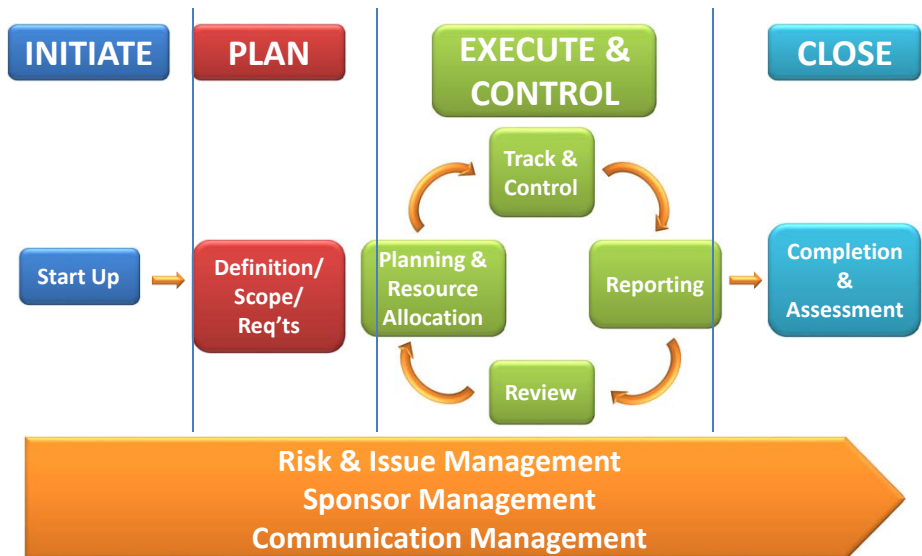 INITIATE
PLAN
EXECUTE &
CONTROL
CLOSE
Track &
Control
Start Up
Definition/
Scope/
Req’ts
Planning &
Resource
Allocation
Reporting
Completion
&
Assessment
Review
Risk & Issue Management
Sponsor Management
Communication Management